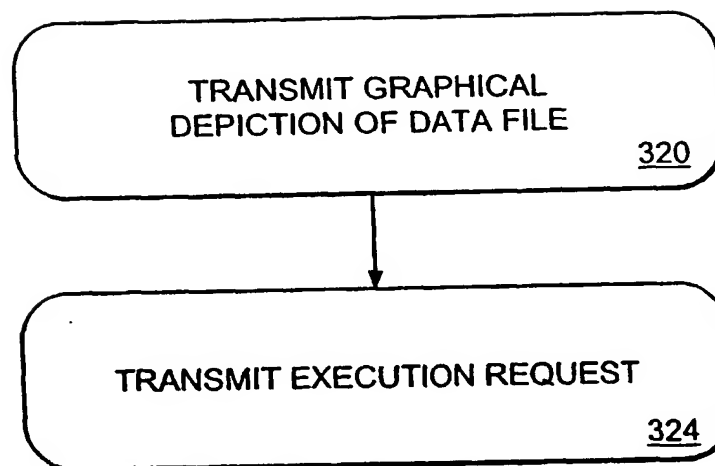 TRANSMIT GRAPHICAL
DEPICTION OF DATA FILE
320
TRANSMIT EXECUTION REQUEST
324